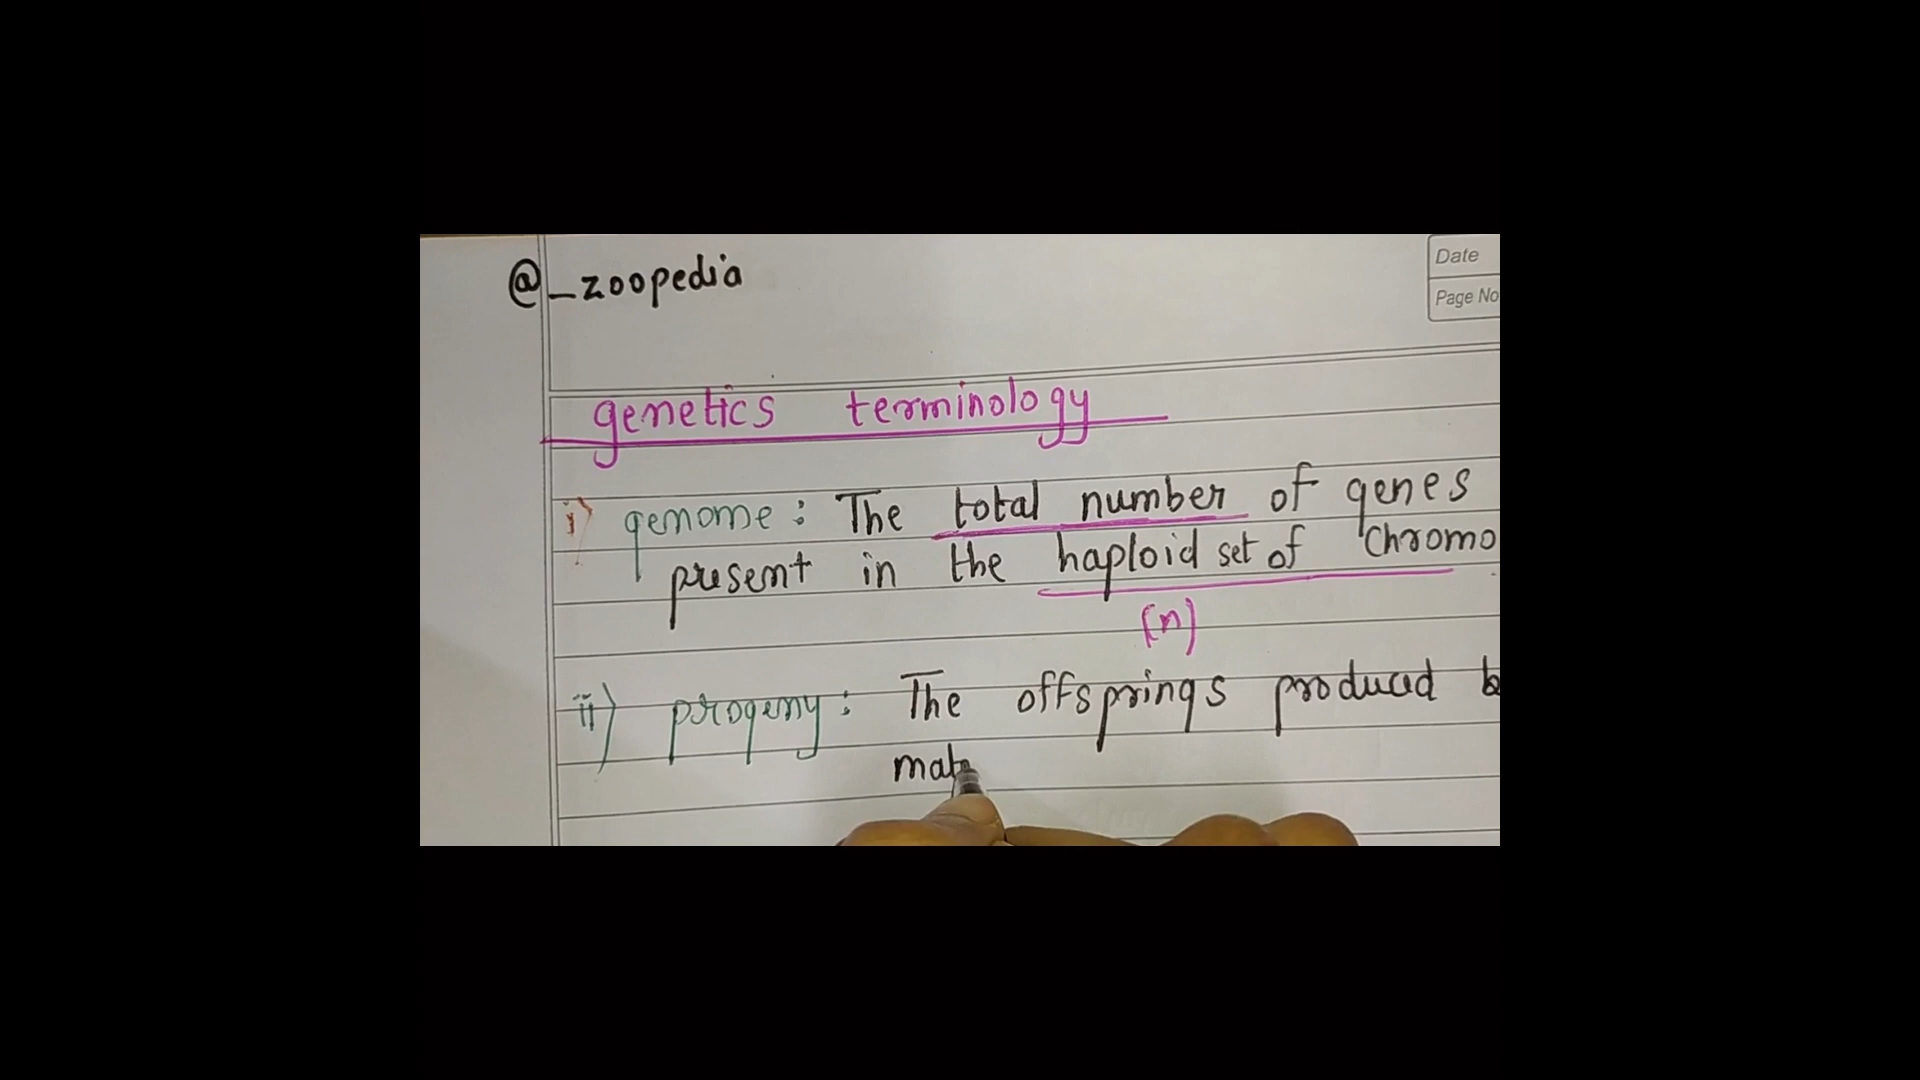 @_zoopedia
Date
Page No
genetics terminology
i) genome : The total number of genes
present in the haploid set of chromo
(n)
ii) progeny : The offsprings produced b
mat